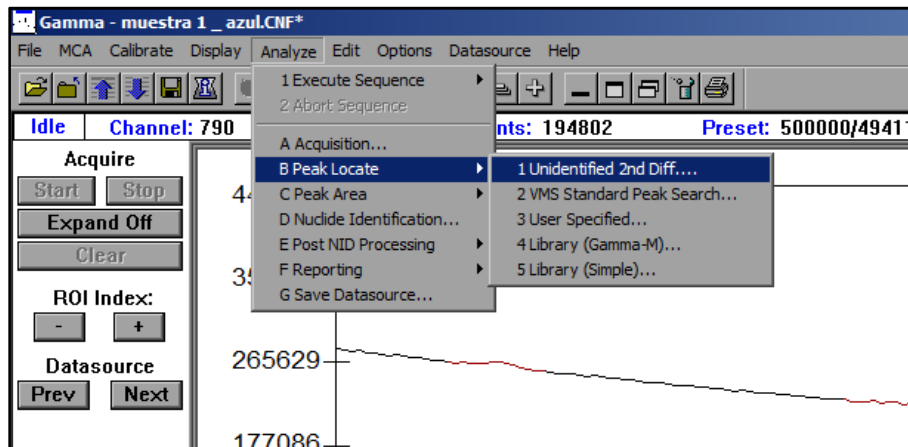 Gamma - muestra 1 _ azul.CNF*
File MCA Calibrate Display Analyze Edit Options Datasource Help
Idle Channel: 790 nts: 194802 Preset: 500000/49411
Acquire
Start Stop
Expand Off
Clear
ROI Index:
- +
Datasource
Prev Next
1 Execute Sequence
2 Abort Sequence
A Acquisition...
B Peak Locate
C Peak Area
D Nuclide Identification...
E Post NID Processing
F Reporting
G Save Datasource...
1 Unidentified 2nd Diff....
2 VMS Standard Peak Search...
3 User Specified...
4 Library (Gamma-M)...
5 Library (Simple)...
44
35
265629
177086